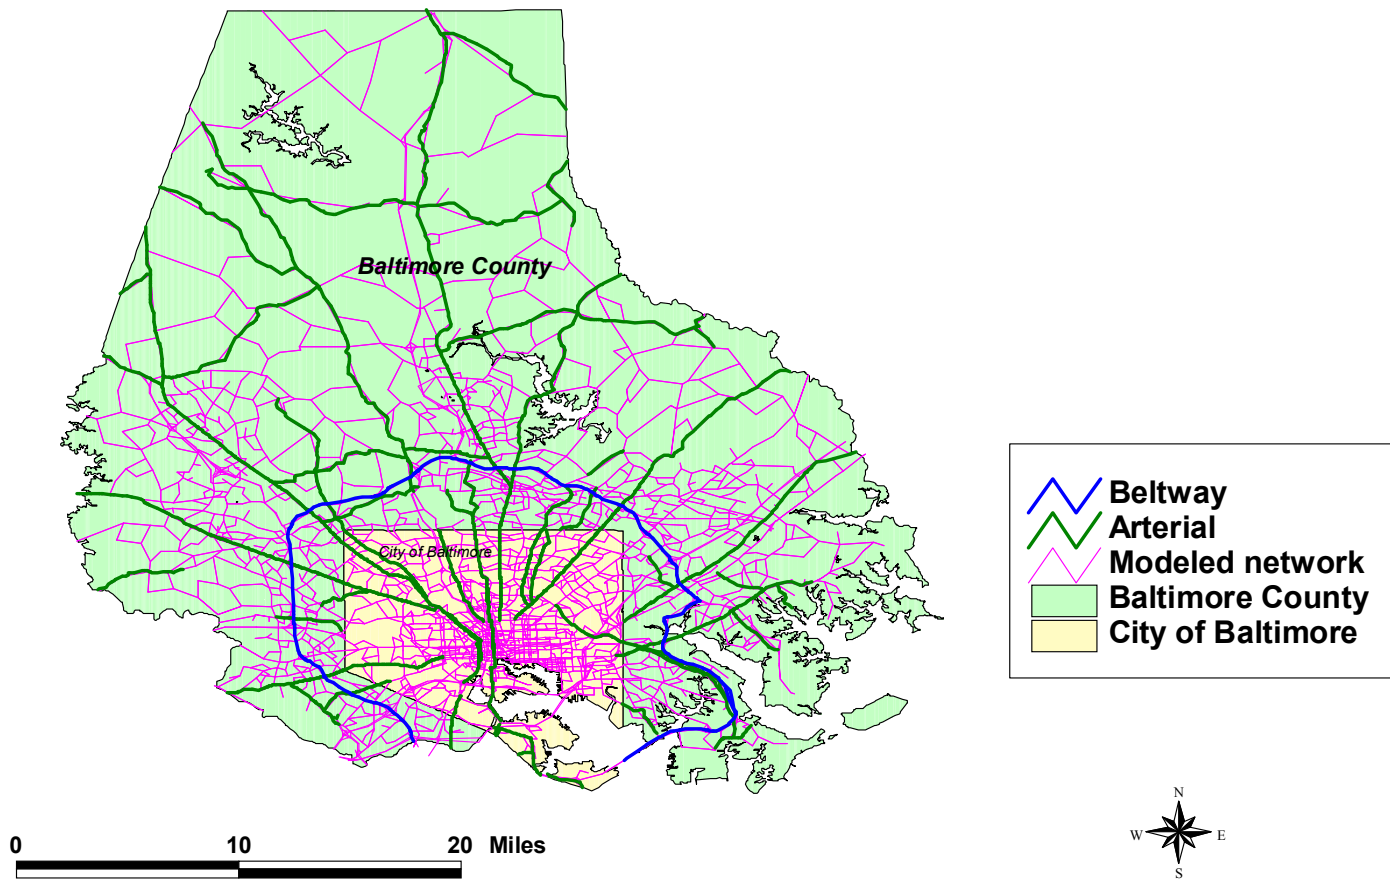 Baltimore County
City of Baltimore
Beltway
Arterial
Modeled network
Baltimore County
City of Baltimore
0 10 20 Miles
N
W E
S